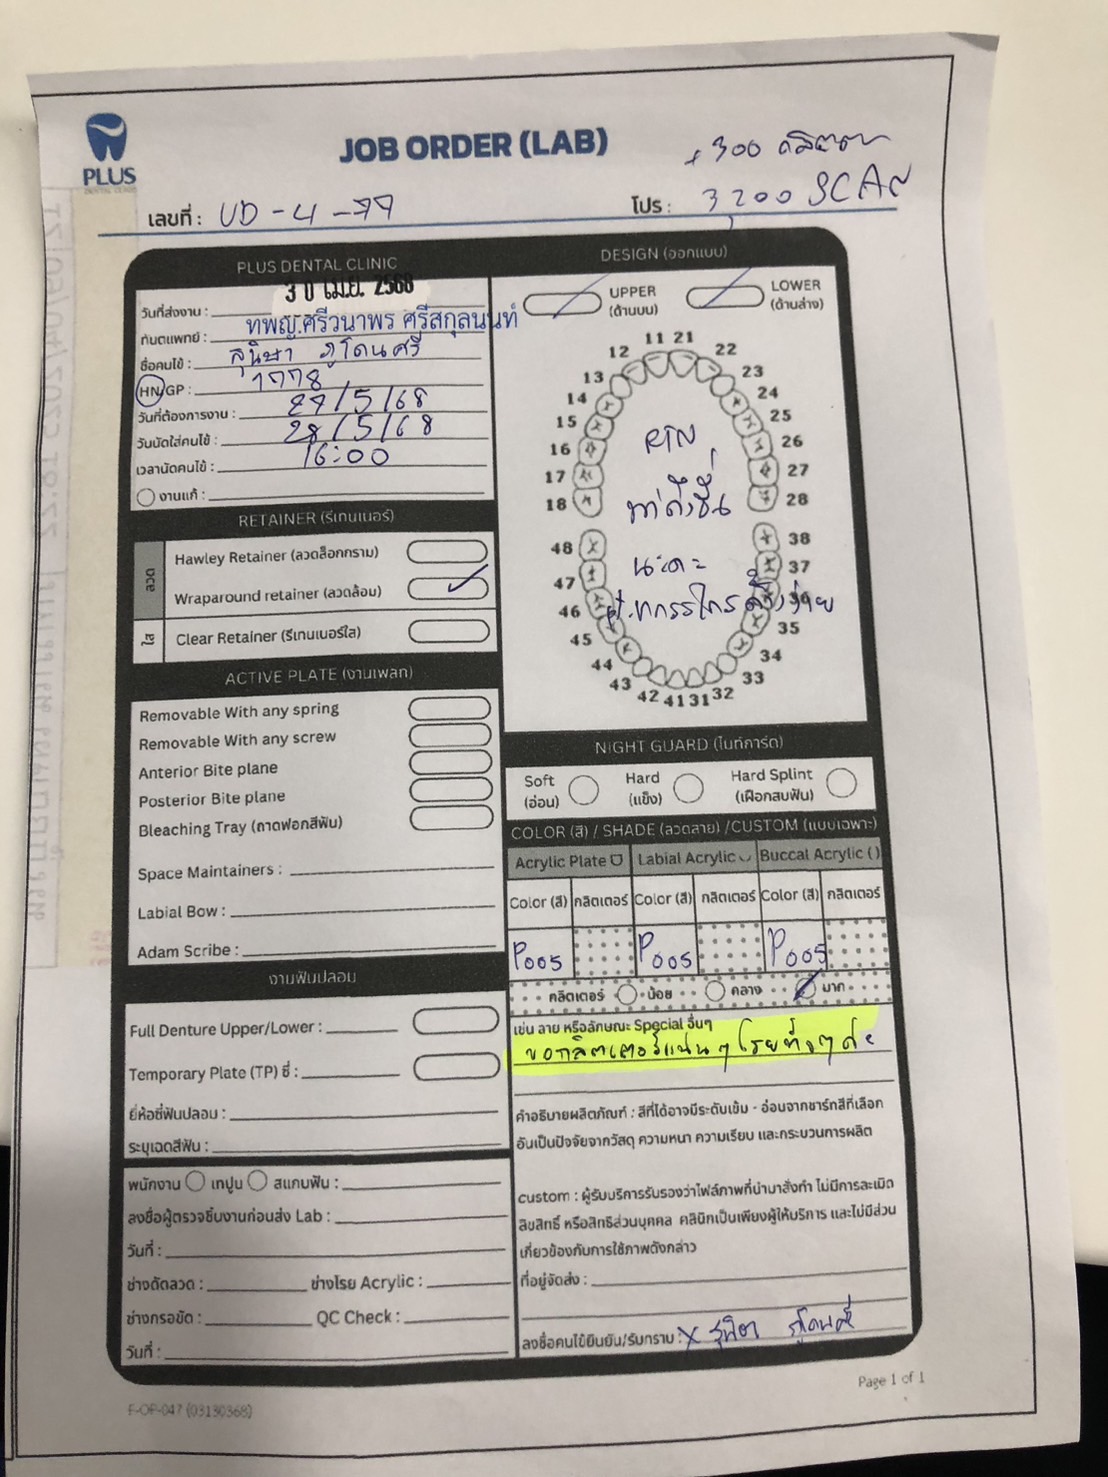 PLUS
DENTAL CLINIC
JOB ORDER (LAB)
+300 กลิตเตอ
เลขที่ : UD-4-77
โปร : 3,200 SCAN
PLUS DENTAL CLINIC
วันที่ส่งงาน : 30 เม.ย. 2568
ทันตแพทย์ : ทพญ.ศรีวนาพร ศรีสกุลนนท์
ชื่อคนไข้ : สุนิษา ภูโดนศรี
HN/GP : 1778
วันที่ต้องการงาน : 27/5/68
วันนัดใส่คนไข้ : 28/5/68
เวลานัดคนไข้ : 16:00
งานแก้ :
DESIGN (ออกแบบ)
UPPER (ด้านบน)
LOWER (ด้านล่าง)
11 21
12 22
13 23
14 24
15 25
16 26
17 27
18 28
48 38
47 37
46 36
45 35
44 34
43 33
42 41 31 32
RTN
นะคะ
RETAINER (รีเทนเนอร์)
ลวด
Hawley Retainer (ลวดล็อกกราม)
Wraparound retainer (ลวดล้อม)
ใส
Clear Retainer (รีเทนเนอร์ใส)
ACTIVE PLATE (งานเพลท)
Removable With any spring
Removable With any screw
Anterior Bite plane
Posterior Bite plane
Bleaching Tray (ถาดฟอกสีฟัน)
Space Maintainers :
Labial Bow :
Adam Scribe :
งานฟันปลอม
Full Denture Upper/Lower :
Temporary Plate (TP) ซี่ :
ยี่ห้อซี่ฟันปลอม :
ระบุเฉดสีฟัน :
พนักงาน เทปูน สแกนฟัน :
ลงชื่อผู้ตรวจชิ้นงานก่อนส่ง Lab :
วันที่ :
ช่างดัดลวด : ช่างโรย Acrylic :
ช่างกรอขัด : QC Check :
วันที่ :
NIGHT GUARD (ไนท์การ์ด)
Soft (อ่อน)
Hard (แข็ง)
Hard Splint (เฝือกสบฟัน)
COLOR (สี) / SHADE (ลวดลาย) /CUSTOM (แบบเฉพาะ)
Acrylic Plate Labial Acrylic Buccal Acrylic ()
Color (สี) กลิตเตอร์ Color (สี) กลิตเตอร์ Color (สี) กลิตเตอร์
P005 P005 P005
กลิตเตอร์ น้อย กลาง มาก
เช่น ลาย หรือลักษณะ Special อื่นๆ
ขอกลิตเตอร์แน่นๆ โรยทั่วๆค่ะ
คำอธิบายผลิตภัณฑ์ : สีที่ได้อาจมีระดับเข้ม - อ่อนจากชาร์ทสีที่เลือก
อันเป็นปัจจัยจากวัสดุ ความหนา ความเรียบ และกระบวนการผลิต
custom : ผู้รับบริการรับรองว่าไฟล์ภาพที่นำมาสั่งทำ ไม่มีการละเมิด
ลิขสิทธิ์ หรือสิทธิส่วนบุคคล คลินิกเป็นเพียงผู้ให้บริการ และไม่มีส่วน
เกี่ยวข้องกับการใช้ภาพดังกล่าว
ที่อยู่จัดส่ง :
ลงชื่อคนไข้ยืนยัน/รับทราบ : X สุนิษา ภูโดนศรี
Page 1 of 1
F-OP-047 (03130368)